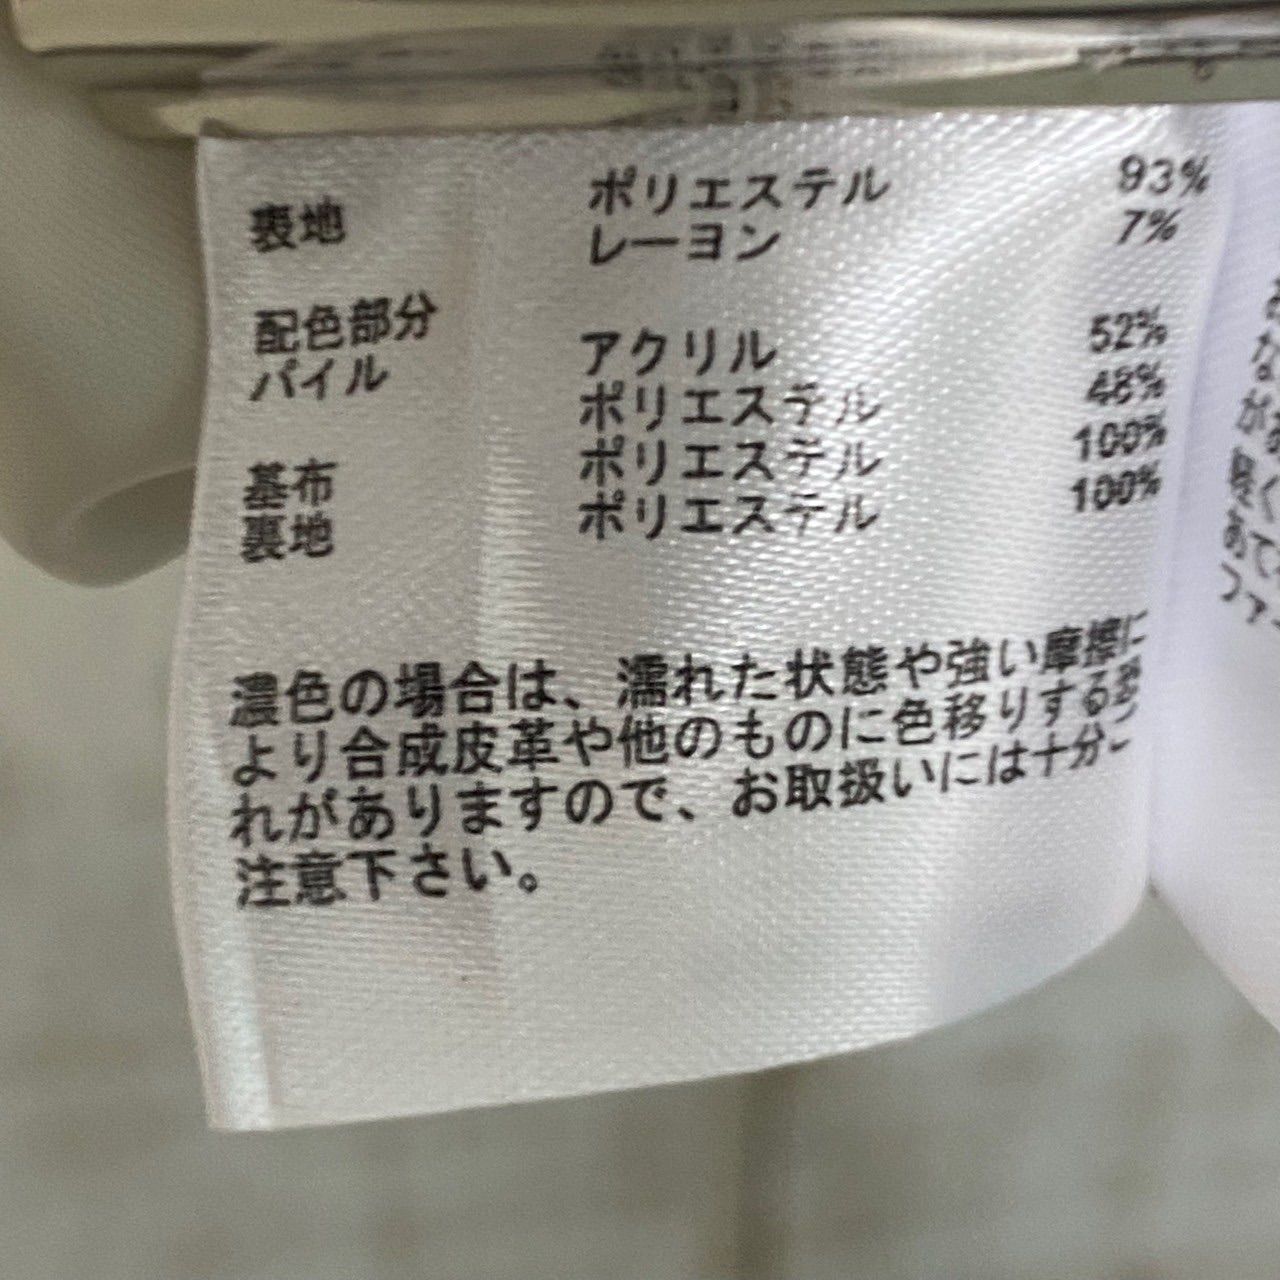 表地 ポリエステル 93%
レーヨン 7%
配色部分
パイル アクリル 52%
ポリエステル 48%
基布 ポリエステル 100%
裏地 ポリエステル 100%
濃色の場合は、濡れた状態や強い摩擦に
より合成皮革や他のものに色移りする恐
れがありますので、お取扱いには十分ご
注意下さい。